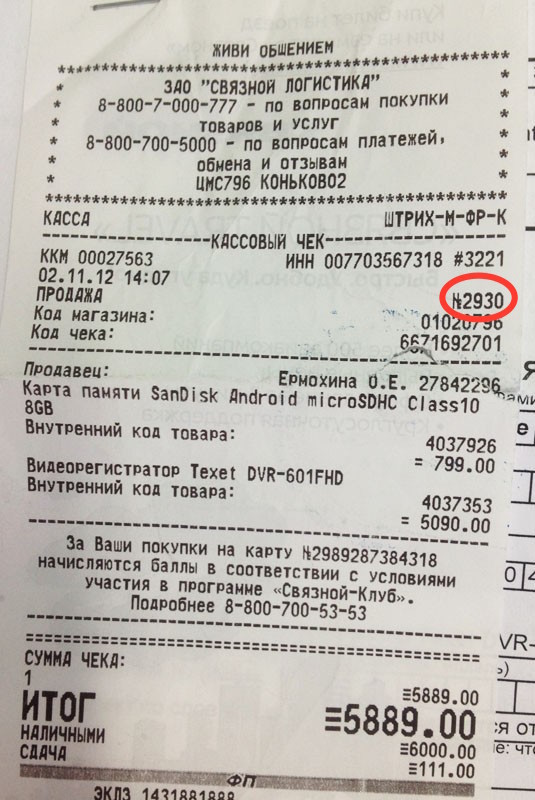 ЖИВИ ОБЩЕНИЕМ
********************************
* ЗАО "СВЯЗНОЙ ЛОГИСТИКА" *
* 8-800-7-000-777 - по вопросам покупки *
* товаров и услуг *
* 8-800-700-5000 - по вопросам платежей, *
* обмена и отзывам *
* ЦМС796 КОНЬКОВО2 *
********************************
КАССА ШТРИХ-М-ФР-К
КАССОВЫЙ ЧЕК
ККМ 00027563 ИНН 007703567318 #3221
02.11.12 14:07
ПРОДАЖА №2930
Код магазина: 01020796
Код чека: 6671692701
Продавец: Ермохина О.Е. 27842296
Карта памяти SanDisk Android microSDHC Class10
8GB
Внутренний код товара: 4037926
= 799.00
Видеорегистратор Texet DVR-601FHD
Внутренний код товара: 4037353
= 5090.00
За Ваши покупки на карту №2989287384318
начисляются баллы в соответствии с условиями
участия в программе «Связной-Клуб».
Подробнее 8-800-700-53-53
СУММА ЧЕКА:
1 ≡5889.00
ИТОГ ≡5889.00
НАЛИЧНЫМИ ≡6000.00
СДАЧА ≡111.00
ФП
ЭКЛЗ 1431881888